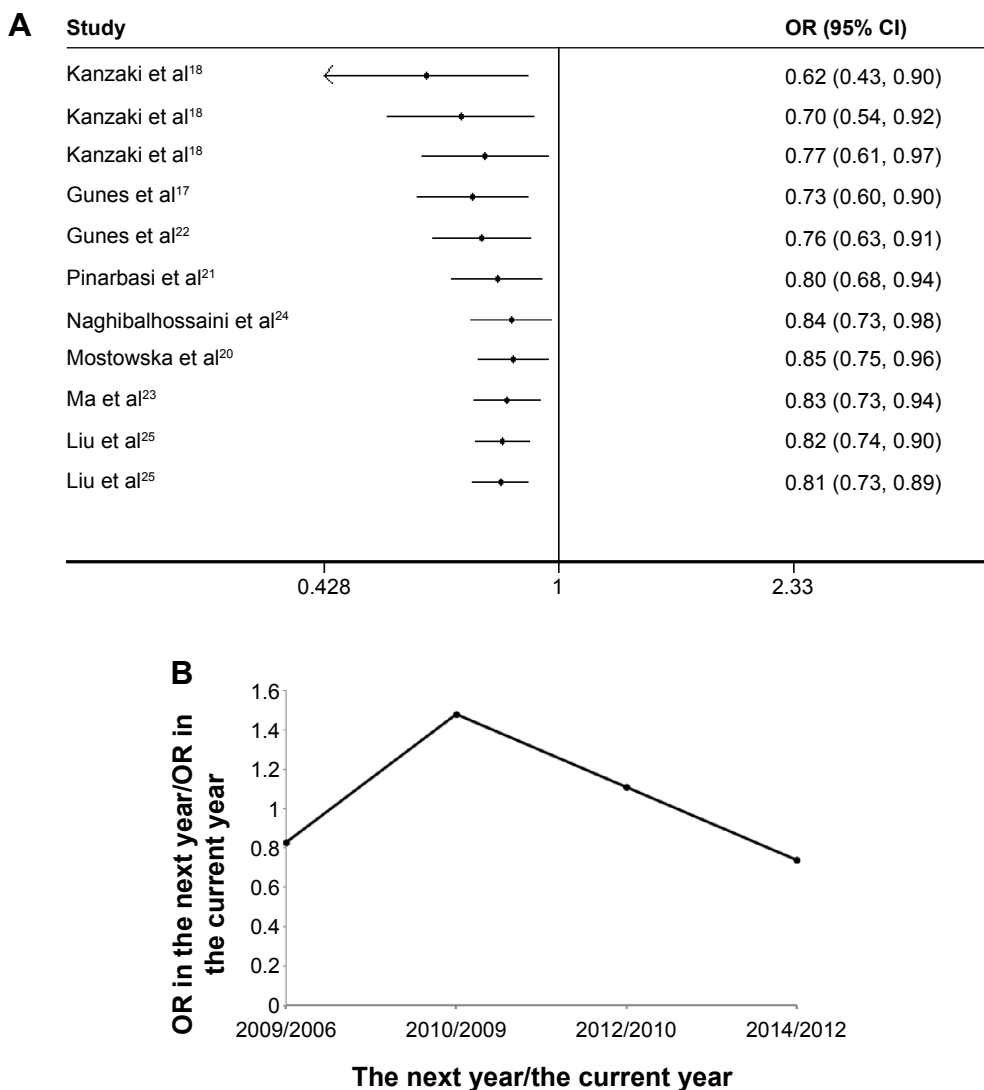 A
Study OR (95% CI)
Kanzaki et al18 0.62 (0.43, 0.90)
Kanzaki et al18 0.70 (0.54, 0.92)
Kanzaki et al18 0.77 (0.61, 0.97)
Gunes et al17 0.73 (0.60, 0.90)
Gunes et al22 0.76 (0.63, 0.91)
Pinarbasi et al21 0.80 (0.68, 0.94)
Naghibalhossaini et al24 0.84 (0.73, 0.98)
Mostowska et al20 0.85 (0.75, 0.96)
Ma et al23 0.83 (0.73, 0.94)
Liu et al25 0.82 (0.74, 0.90)
Liu et al25 0.81 (0.73, 0.89)
0.428 1 2.33
B
OR in the next year/OR in
the current year
1.6
1.4
1.2
1
0.8
0.6
0.4
0.2
0
2009/2006 2010/2009 2012/2010 2014/2012
The next year/the current year